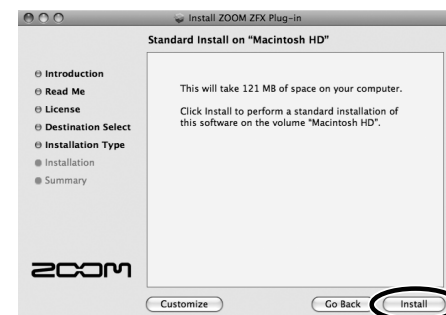 Install ZOOM ZFX Plug-in
Standard Install on “Macintosh HD”
Introduction
Read Me
License
Destination Select
Installation Type
Installation
Summary
This will take 121 MB of space on your computer.
Click Install to perform a standard installation of
this software on the volume “Macintosh HD”.
ZOOM
Customize
Go Back
Install